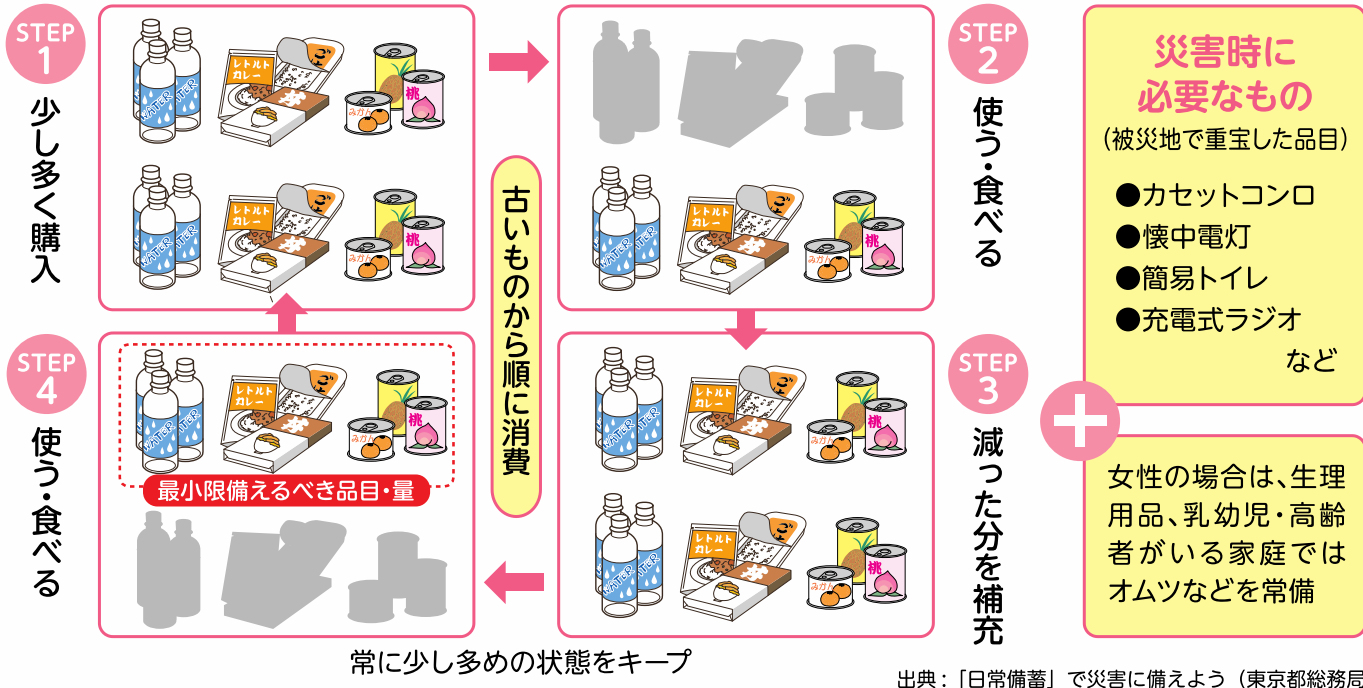 STEP
1
少し多く購入
WATER
WATER
レトルト
カレー
ごはん
みかん
桃
STEP
2
使う・食べる
古いものから順に消費
STEP
3
減った分を補充
STEP
4
使う・食べる
最小限備えるべき品目・量
常に少し多めの状態をキープ
災害時に
必要なもの
(被災地で重宝した品目)
●カセットコンロ
●懐中電灯
●簡易トイレ
●充電式ラジオ
など
女性の場合は、生理
用品、乳幼児・高齢
者がいる家庭では
オムツなどを常備
出典:「日常備蓄」で災害に備えよう(東京都総務局